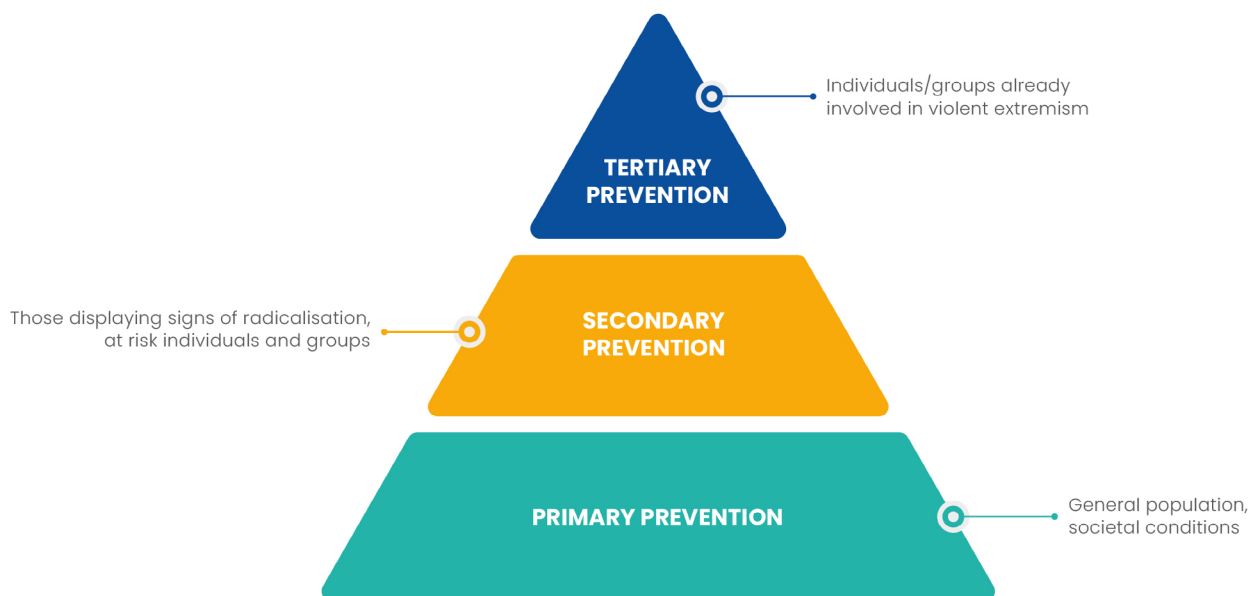 Individuals/groups already
involved in violent extremism
TERTIARY
PREVENTION
Those displaying signs of radicalisation,
at risk individuals and groups
SECONDARY
PREVENTION
PRIMARY PREVENTION
General population,
societal conditions